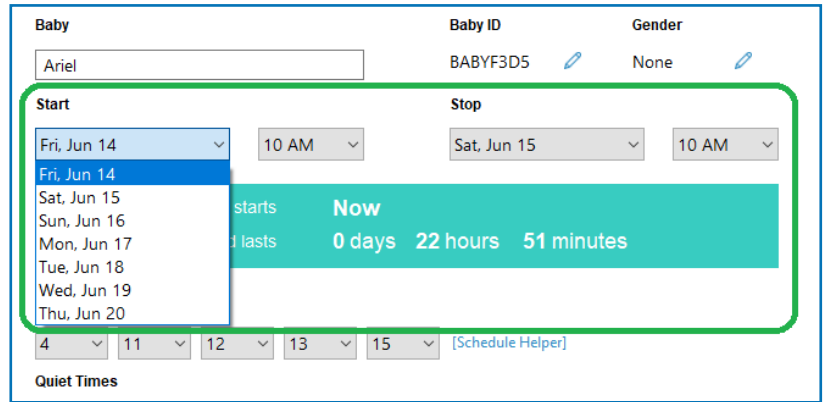 Baby Baby ID Gender
Ariel BABYF3D5 None
Start Stop
Fri, Jun 14 10 AM Sat, Jun 15 10 AM
Fri, Jun 14
Sat, Jun 15
Sun, Jun 16
Mon, Jun 17
Tue, Jun 18
Wed, Jun 19
Thu, Jun 20
starts Now
lasts 0 days 22 hours 51 minutes
4 11 12 13 15 [Schedule Helper]
Quiet Times